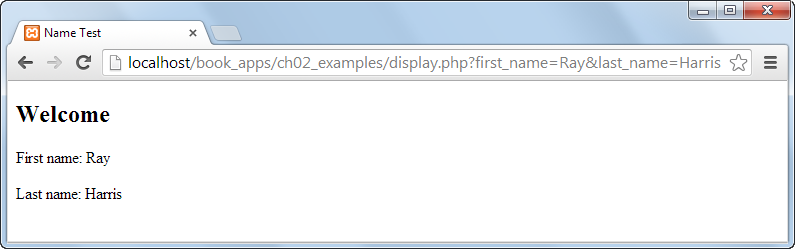 Name Test
localhost/book_apps/ch02_examples/display.php?first_name=Ray&last_name=Harris
Welcome
First name: Ray
Last name: Harris